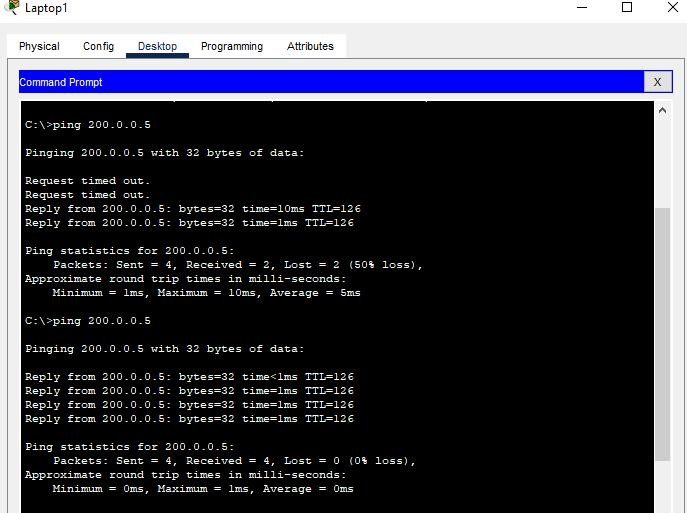 Laptop1
Physical Config Desktop Programming Attributes
Command Prompt X
C:\>ping 200.0.0.5
Pinging 200.0.0.5 with 32 bytes of data:
Request timed out.
Request timed out.
Reply from 200.0.0.5: bytes=32 time=10ms TTL=126
Reply from 200.0.0.5: bytes=32 time=1ms TTL=126
Ping statistics for 200.0.0.5:
Packets: Sent = 4, Received = 2, Lost = 2 (50% loss),
Approximate round trip times in milli-seconds:
Minimum = 1ms, Maximum = 10ms, Average = 5ms
C:\>ping 200.0.0.5
Pinging 200.0.0.5 with 32 bytes of data:
Reply from 200.0.0.5: bytes=32 time<1ms TTL=126
Reply from 200.0.0.5: bytes=32 time=1ms TTL=126
Reply from 200.0.0.5: bytes=32 time=1ms TTL=126
Reply from 200.0.0.5: bytes=32 time=1ms TTL=126
Ping statistics for 200.0.0.5:
Packets: Sent = 4, Received = 4, Lost = 0 (0% loss),
Approximate round trip times in milli-seconds:
Minimum = 0ms, Maximum = 1ms, Average = 0ms